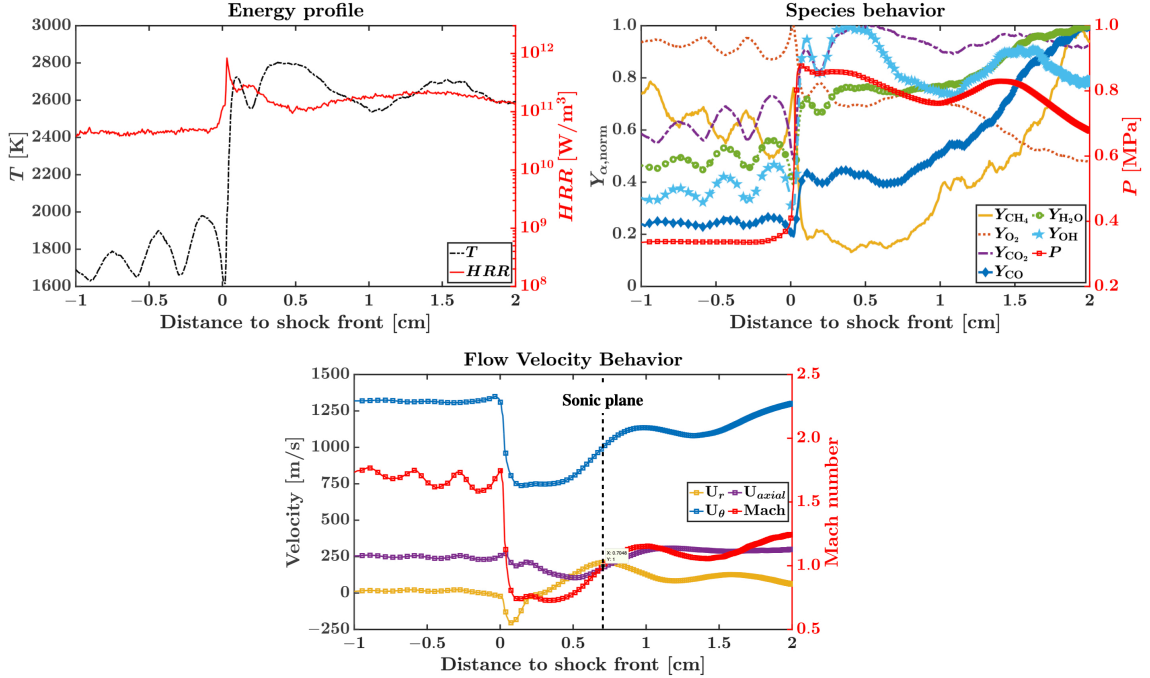 Energy profile
3000
2800
2600
2400
2200
2000
1800
1600
T [K]
10^12
10^11
10^10
10^9
10^8
HRR [W/m^3]
T
HRR
-1 -0.5 0 0.5 1 1.5 2
Distance to shock front [cm]
Species behavior
1.0
0.8
0.6
0.4
0.2
0
Y_α,norm
1.0
0.8
0.6
0.4
0.2
P [MPa]
Y_CH₄ Y_H₂O
Y_O₂ Y_OH
Y_CO₂ P
Y_CO
-1 -0.5 0 0.5 1 1.5 2
Distance to shock front [cm]
Flow Velocity Behavior
1500
1250
1000
750
500
250
0
-250
Velocity [m/s]
Sonic plane
X: 0.7048
Y: 1
2.5
2.0
1.5
1.0
0.5
Mach number
U_r U_axial
U_θ Mach
-1 -0.5 0 0.5 1 1.5 2
Distance to shock front [cm]